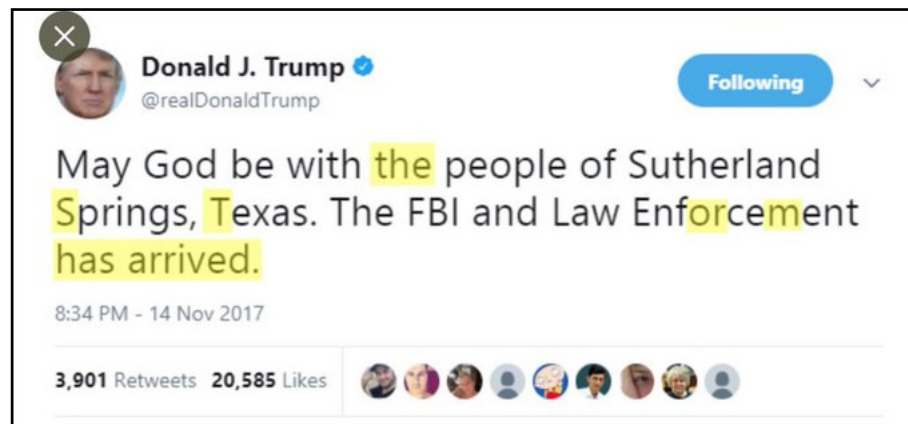 Donald J. Trump
@realDonaldTrump
Following
May God be with the people of Sutherland
Springs, Texas. The FBI and Law Enforcement
has arrived.
8:34 PM - 14 Nov 2017
3,901 Retweets 20,585 Likes